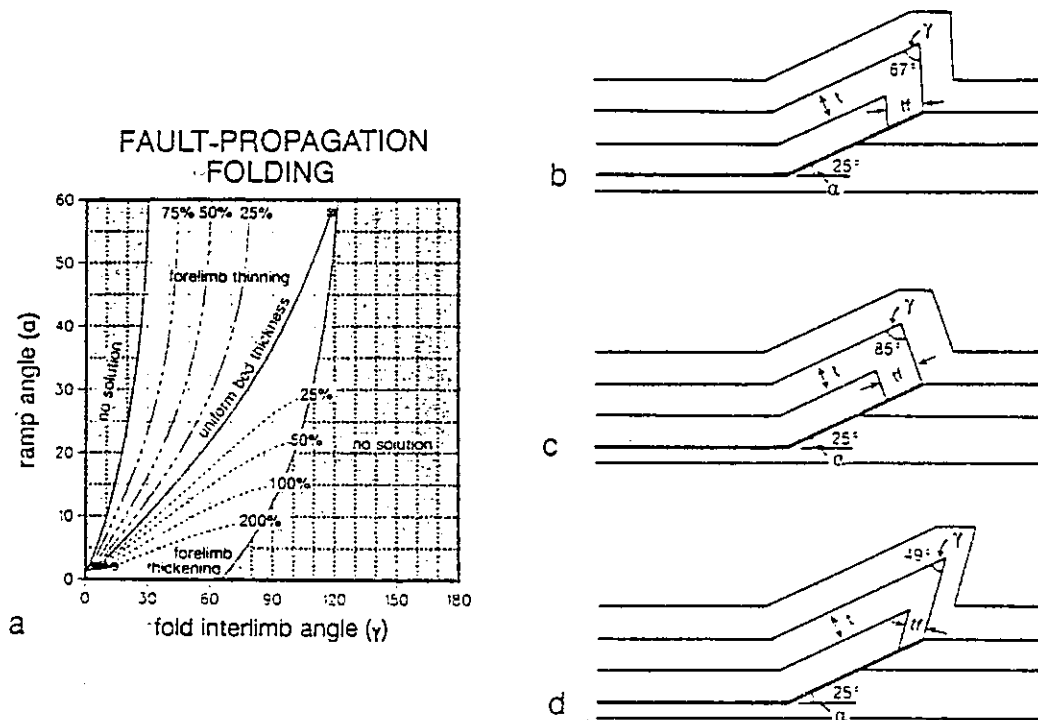 FAULT-PROPAGATION
FOLDING
60
50
40
30
20
10
0
ramp angle (α)
no solution
75% 50% 25%
forelimb thinning
uniform bed thickness
25%
50%
100%
200%
no solution
forelimb
thickening
0 30 60 90 120 150 180
fold interlimb angle (γ)
a
γ
67°
t
tf
25°
α
b
γ
85°
t
tf
25°
α
c
γ
49°
t
tf
25°
α
d